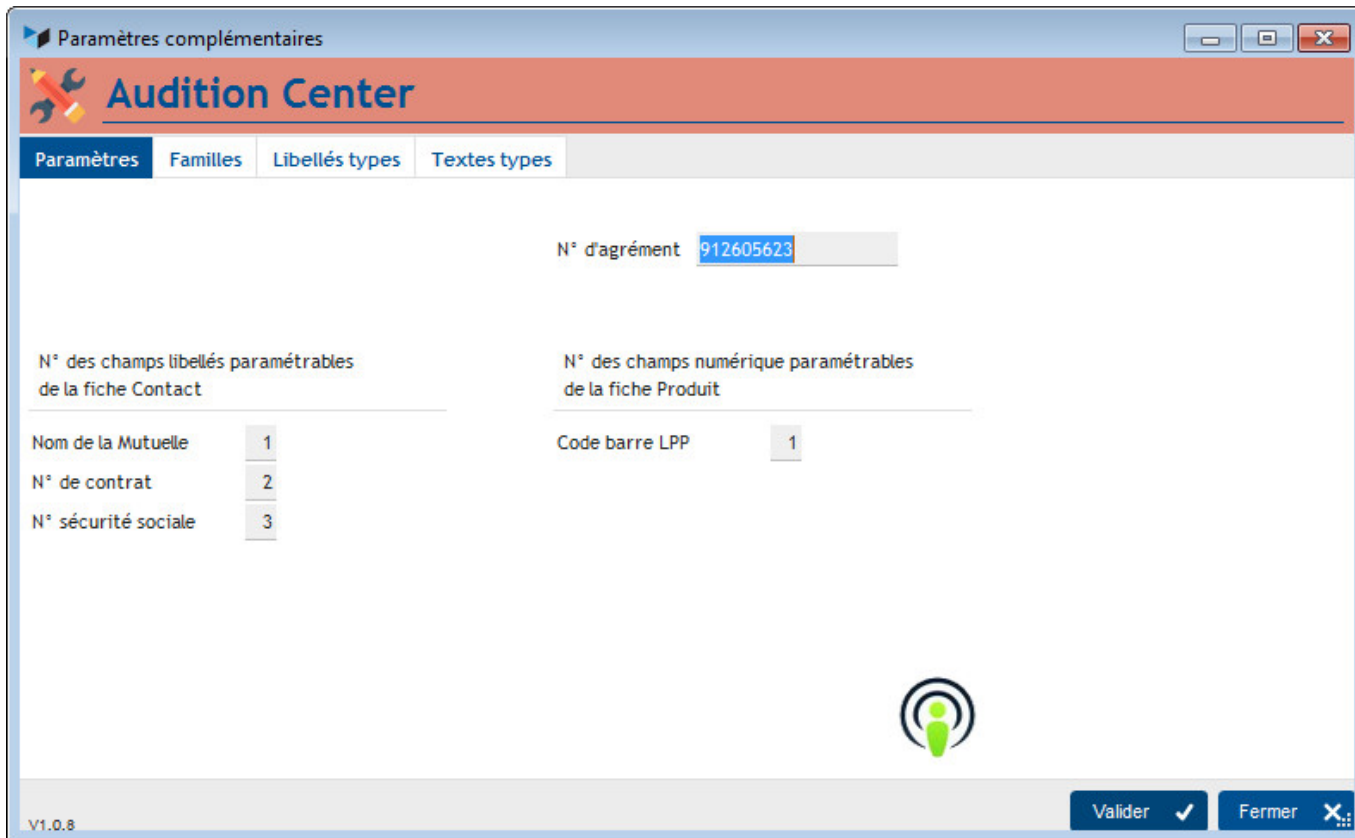 Paramètres complémentaires
Audition Center
Paramètres Familles Libellés types Textes types
N° d'agrément 912605623
N° des champs libellés paramétrables
de la fiche Contact
N° des champs numérique paramétrables
de la fiche Produit
Nom de la Mutuelle 1
Code barre LPP 1
N° de contrat 2
N° sécurité sociale 3
Valider Fermer
V1.0.8